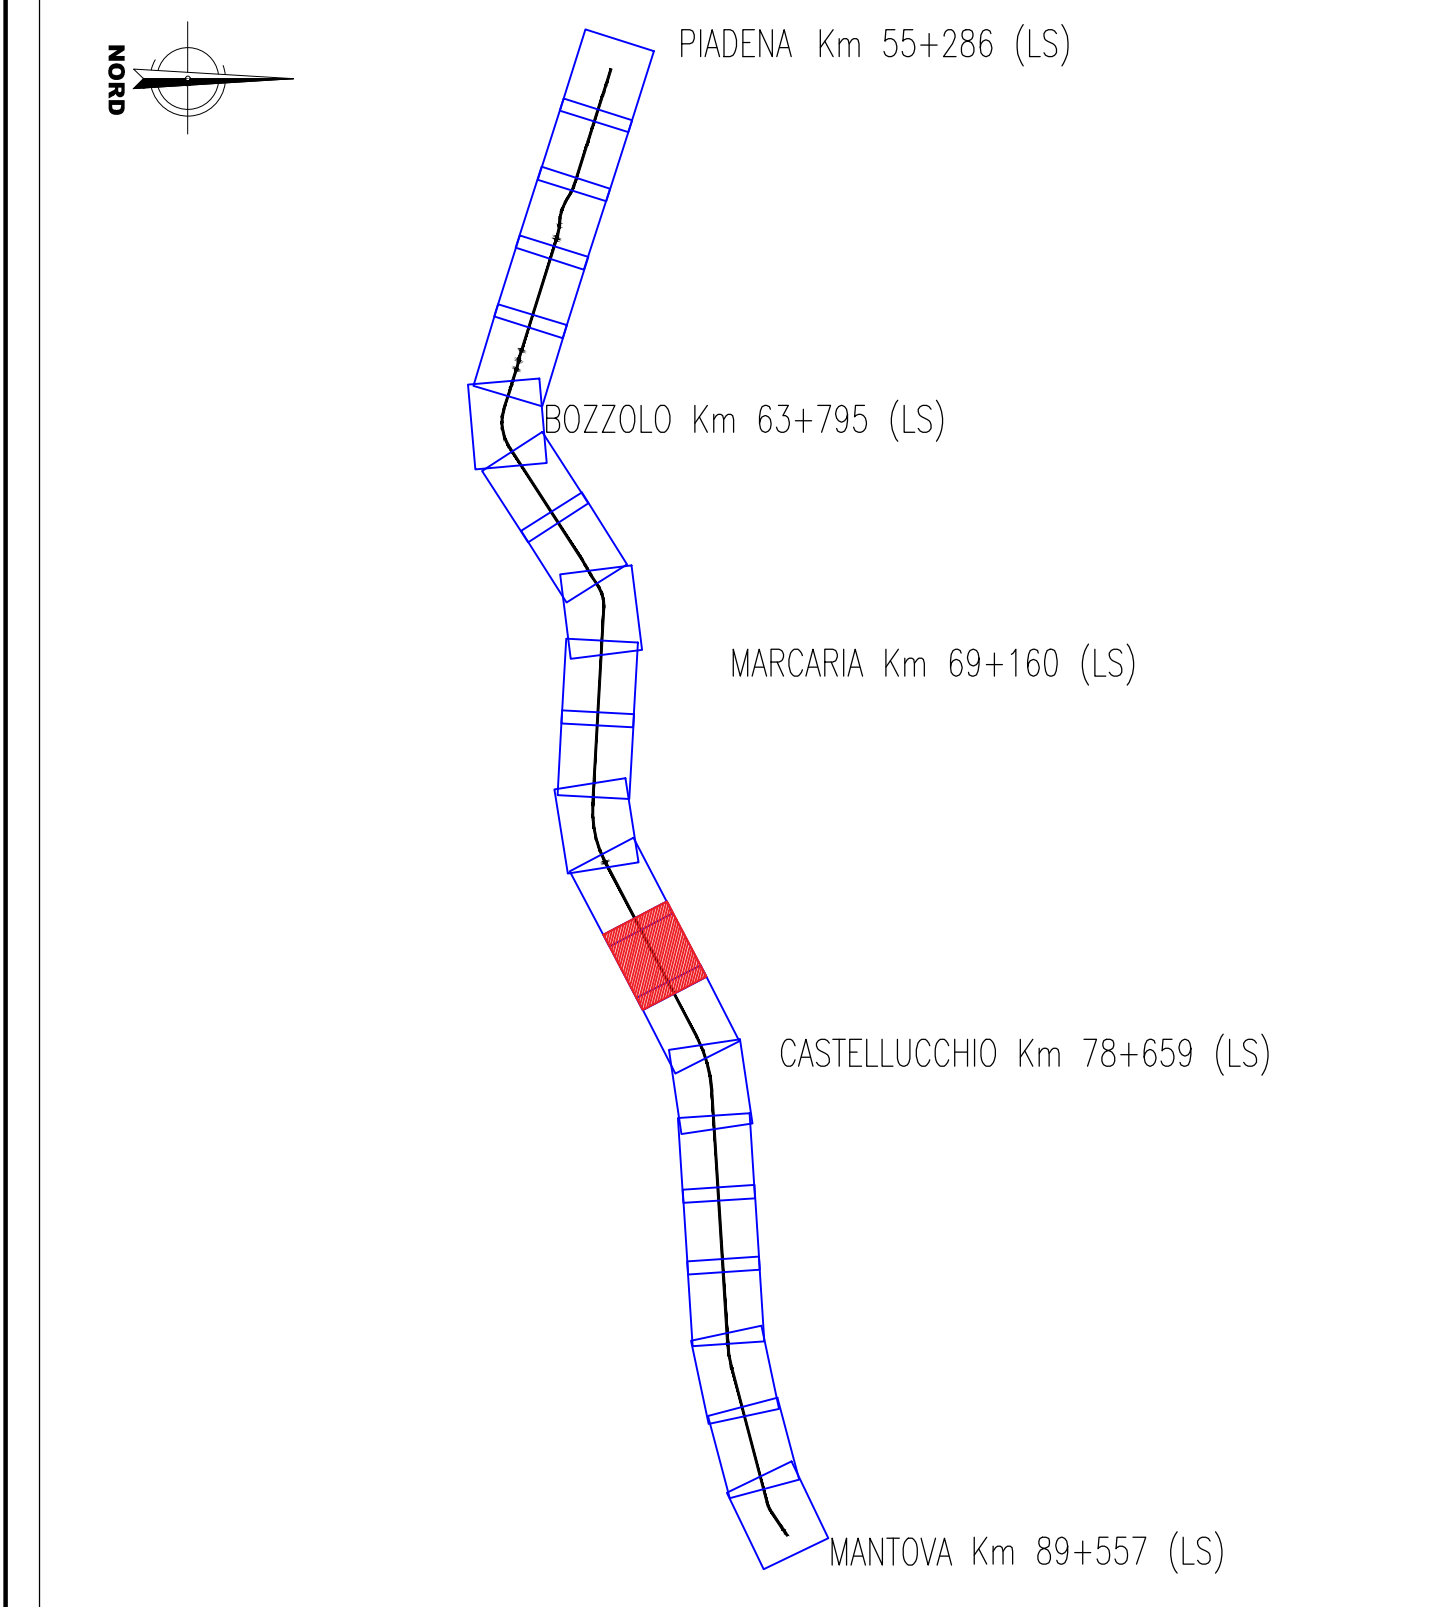 NORD
PIADENA Km 55+286 (LS)
BOZZOLO Km 63+795 (LS)
MARCARIA Km 69+160 (LS)
CASTELLUCCHIO Km 78+659 (LS)
MANTOVA Km 89+557 (LS)